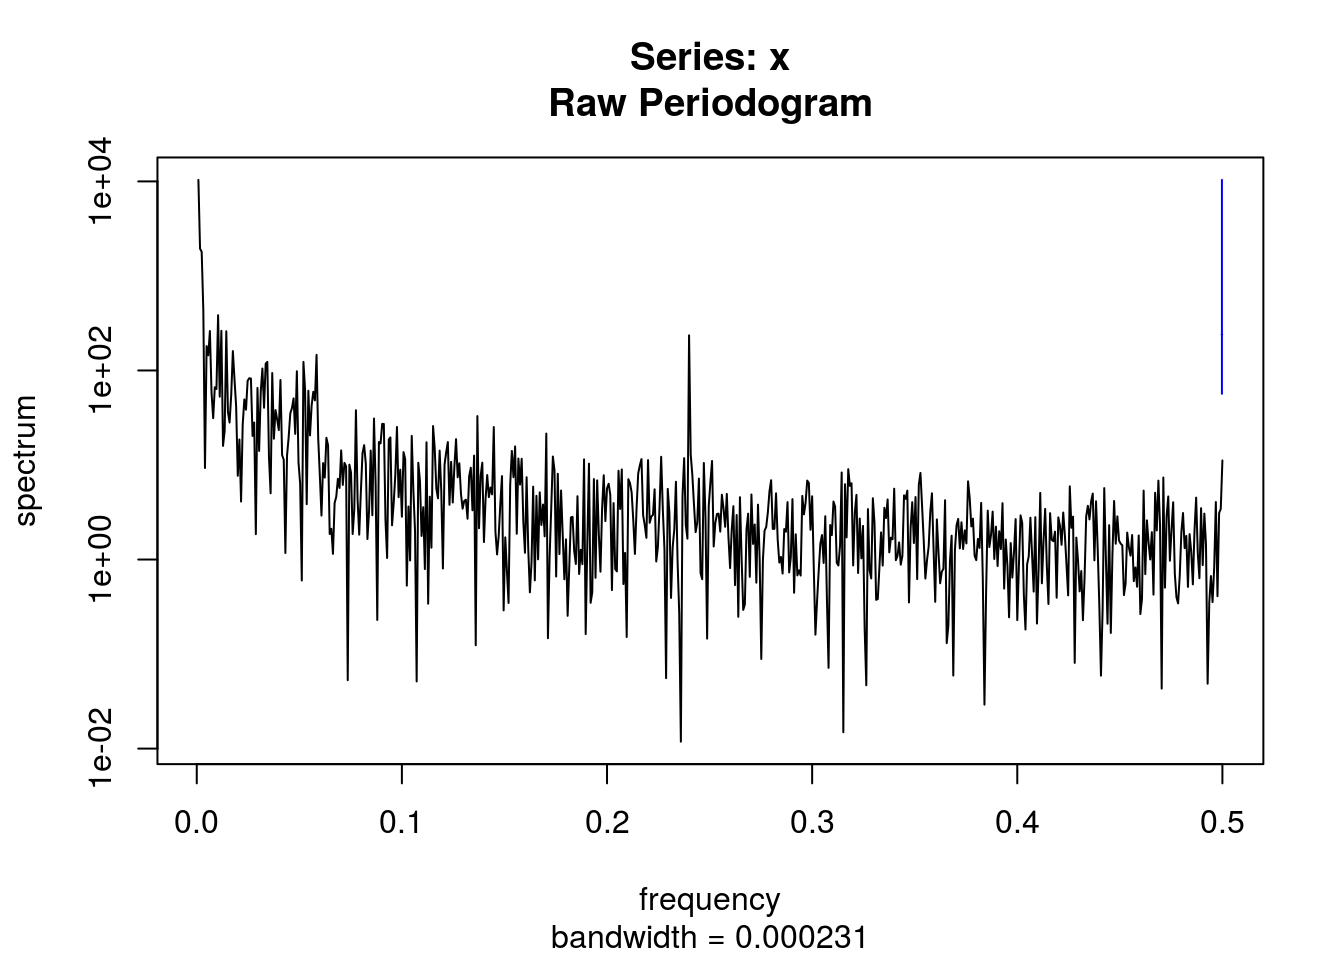 Series: x
Raw Periodogram
1e+04
1e+02
1e+00
1e-02
spectrum
0.0 0.1 0.2 0.3 0.4 0.5
frequency
bandwidth = 0.000231